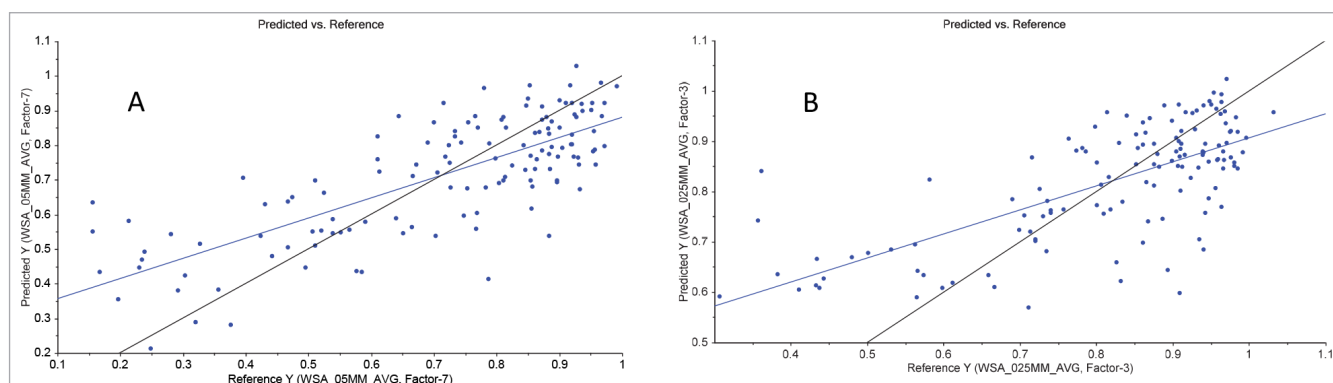 Predicted vs. Reference
1.1
1
0.9
0.8
0.7
0.6
0.5
0.4
0.3
0.2
Predicted Y (WSA_05MM_AVG, Factor-7)
A
0.1 0.2 0.3 0.4 0.5 0.6 0.7 0.8 0.9 1
Reference Y (WSA_05MM_AVG, Factor-7)
Predicted vs. Reference
1.1
1
0.9
0.8
0.7
0.6
0.5
Predicted Y (WSA_025MM_AVG, Factor-3)
B
0.4 0.5 0.6 0.7 0.8 0.9 1 1.1
Reference Y (WSA_025MM_AVG, Factor-3)